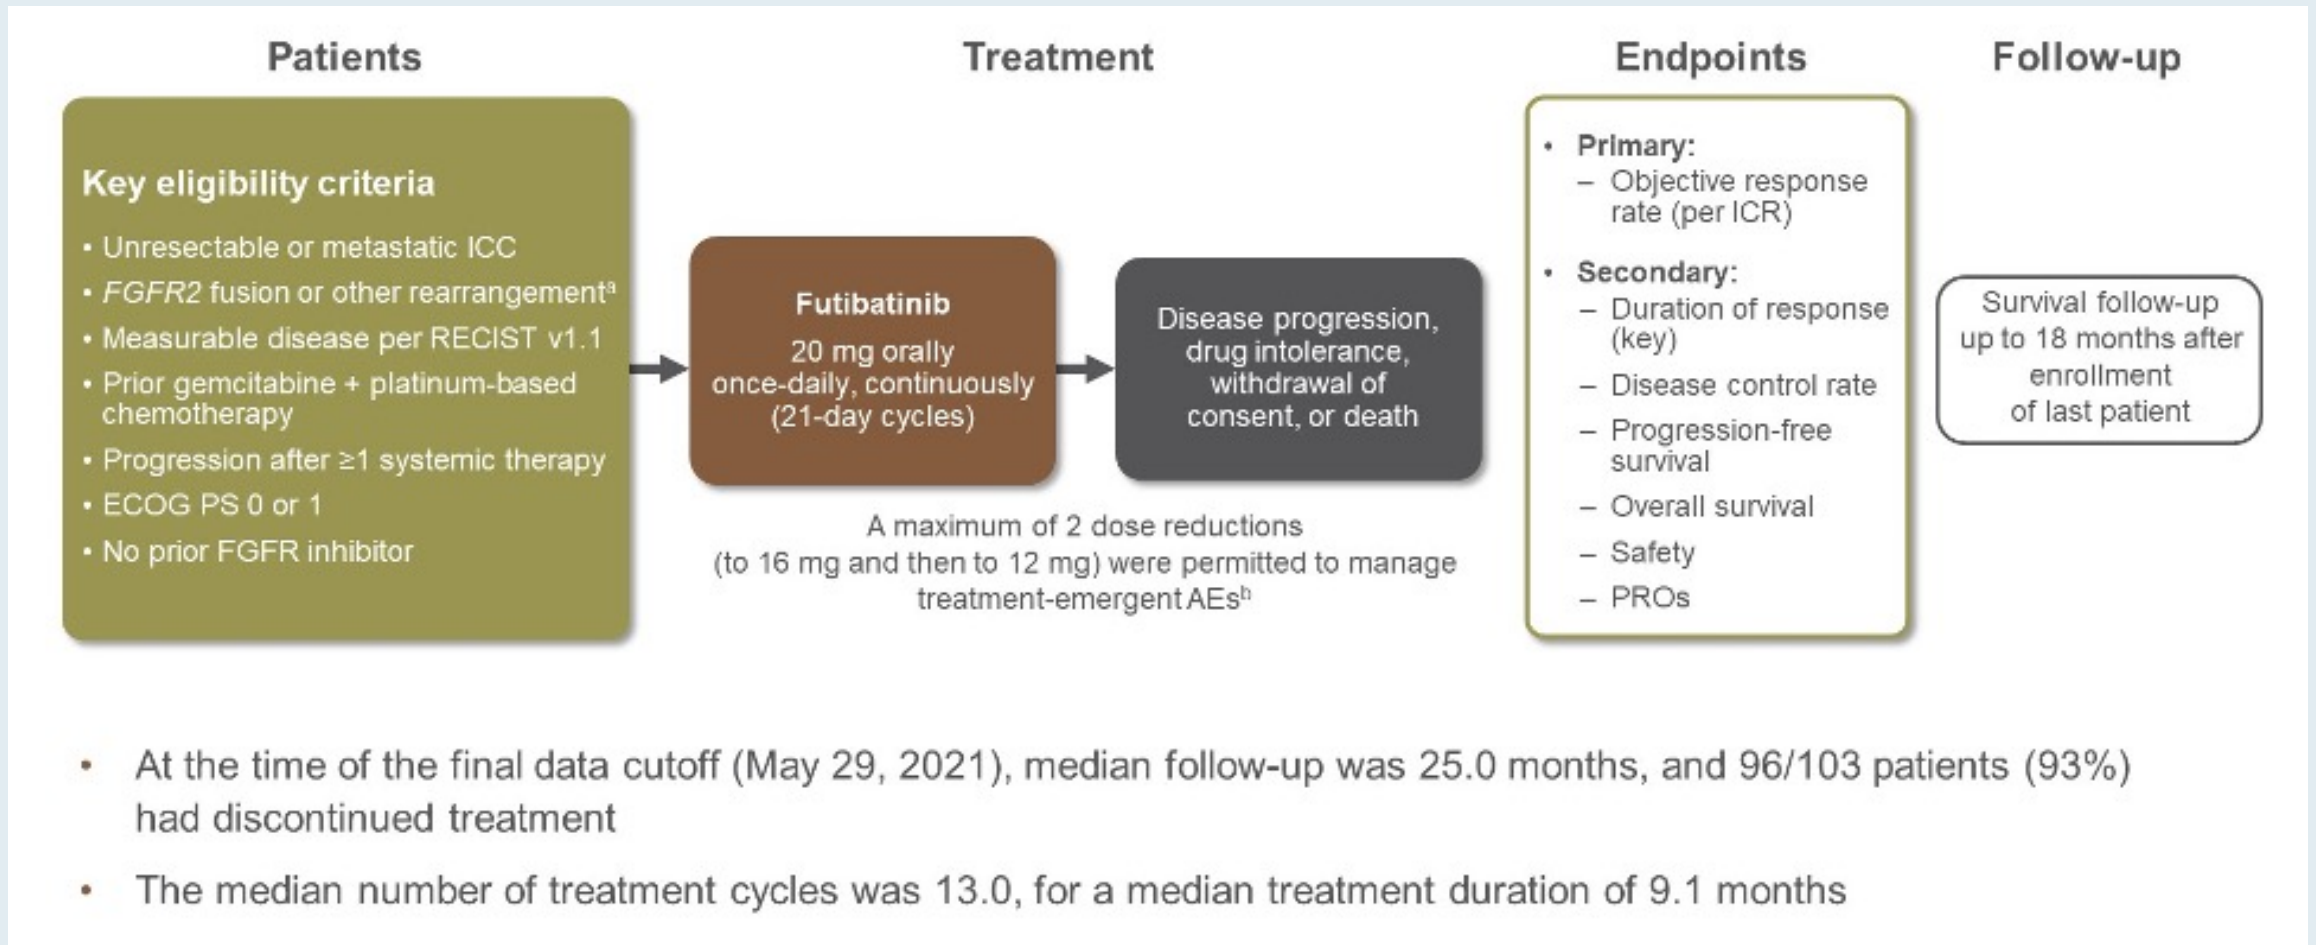 Patients
Treatment
Endpoints
Follow-up
Key eligibility criteria
• Unresectable or metastatic ICC
• FGFR2 fusion or other rearrangementᵃ
• Measurable disease per RECIST v1.1
• Prior gemcitabine + platinum-based
chemotherapy
• Progression after ≥1 systemic therapy
• ECOG PS 0 or 1
• No prior FGFR inhibitor
Futibatinib
20 mg orally
once-daily, continuously
(21-day cycles)
Disease progression,
drug intolerance,
withdrawal of
consent, or death
A maximum of 2 dose reductions
(to 16 mg and then to 12 mg) were permitted to manage
treatment-emergent AEsᵇ
• Primary:
– Objective response
rate (per ICR)
• Secondary:
– Duration of response
(key)
– Disease control rate
– Progression-free
survival
– Overall survival
– Safety
– PROs
Survival follow-up
up to 18 months after
enrollment
of last patient
• At the time of the final data cutoff (May 29, 2021), median follow-up was 25.0 months, and 96/103 patients (93%)
had discontinued treatment
• The median number of treatment cycles was 13.0, for a median treatment duration of 9.1 months